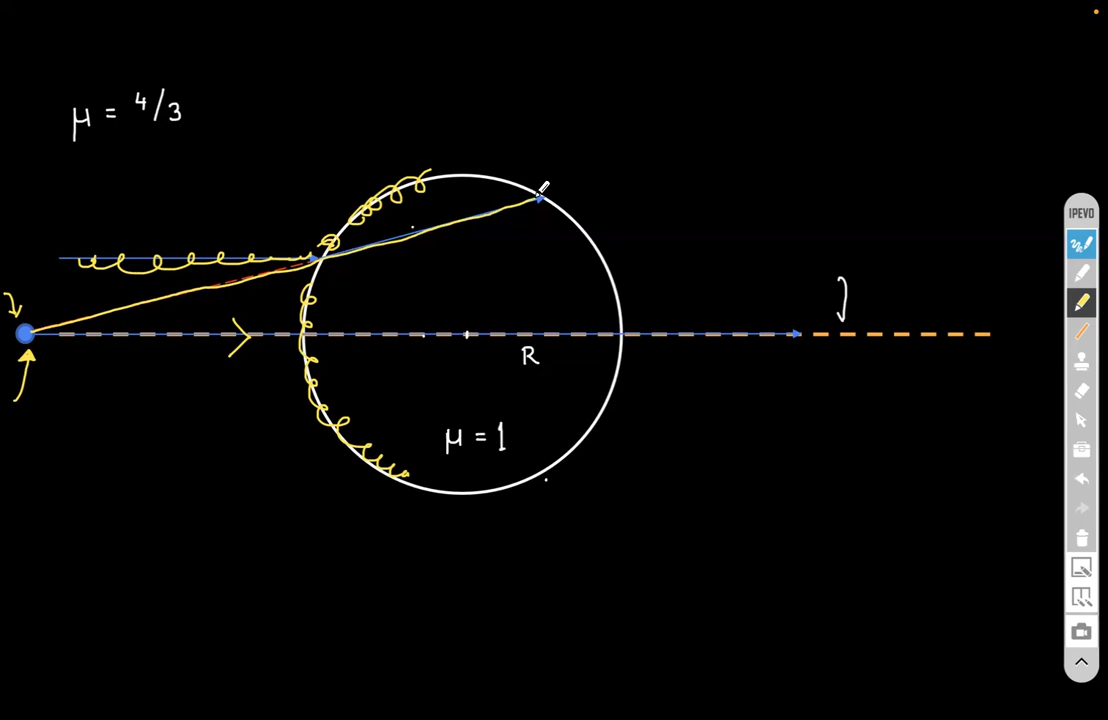 μ = 4/3
R
μ = 1
IPEVO